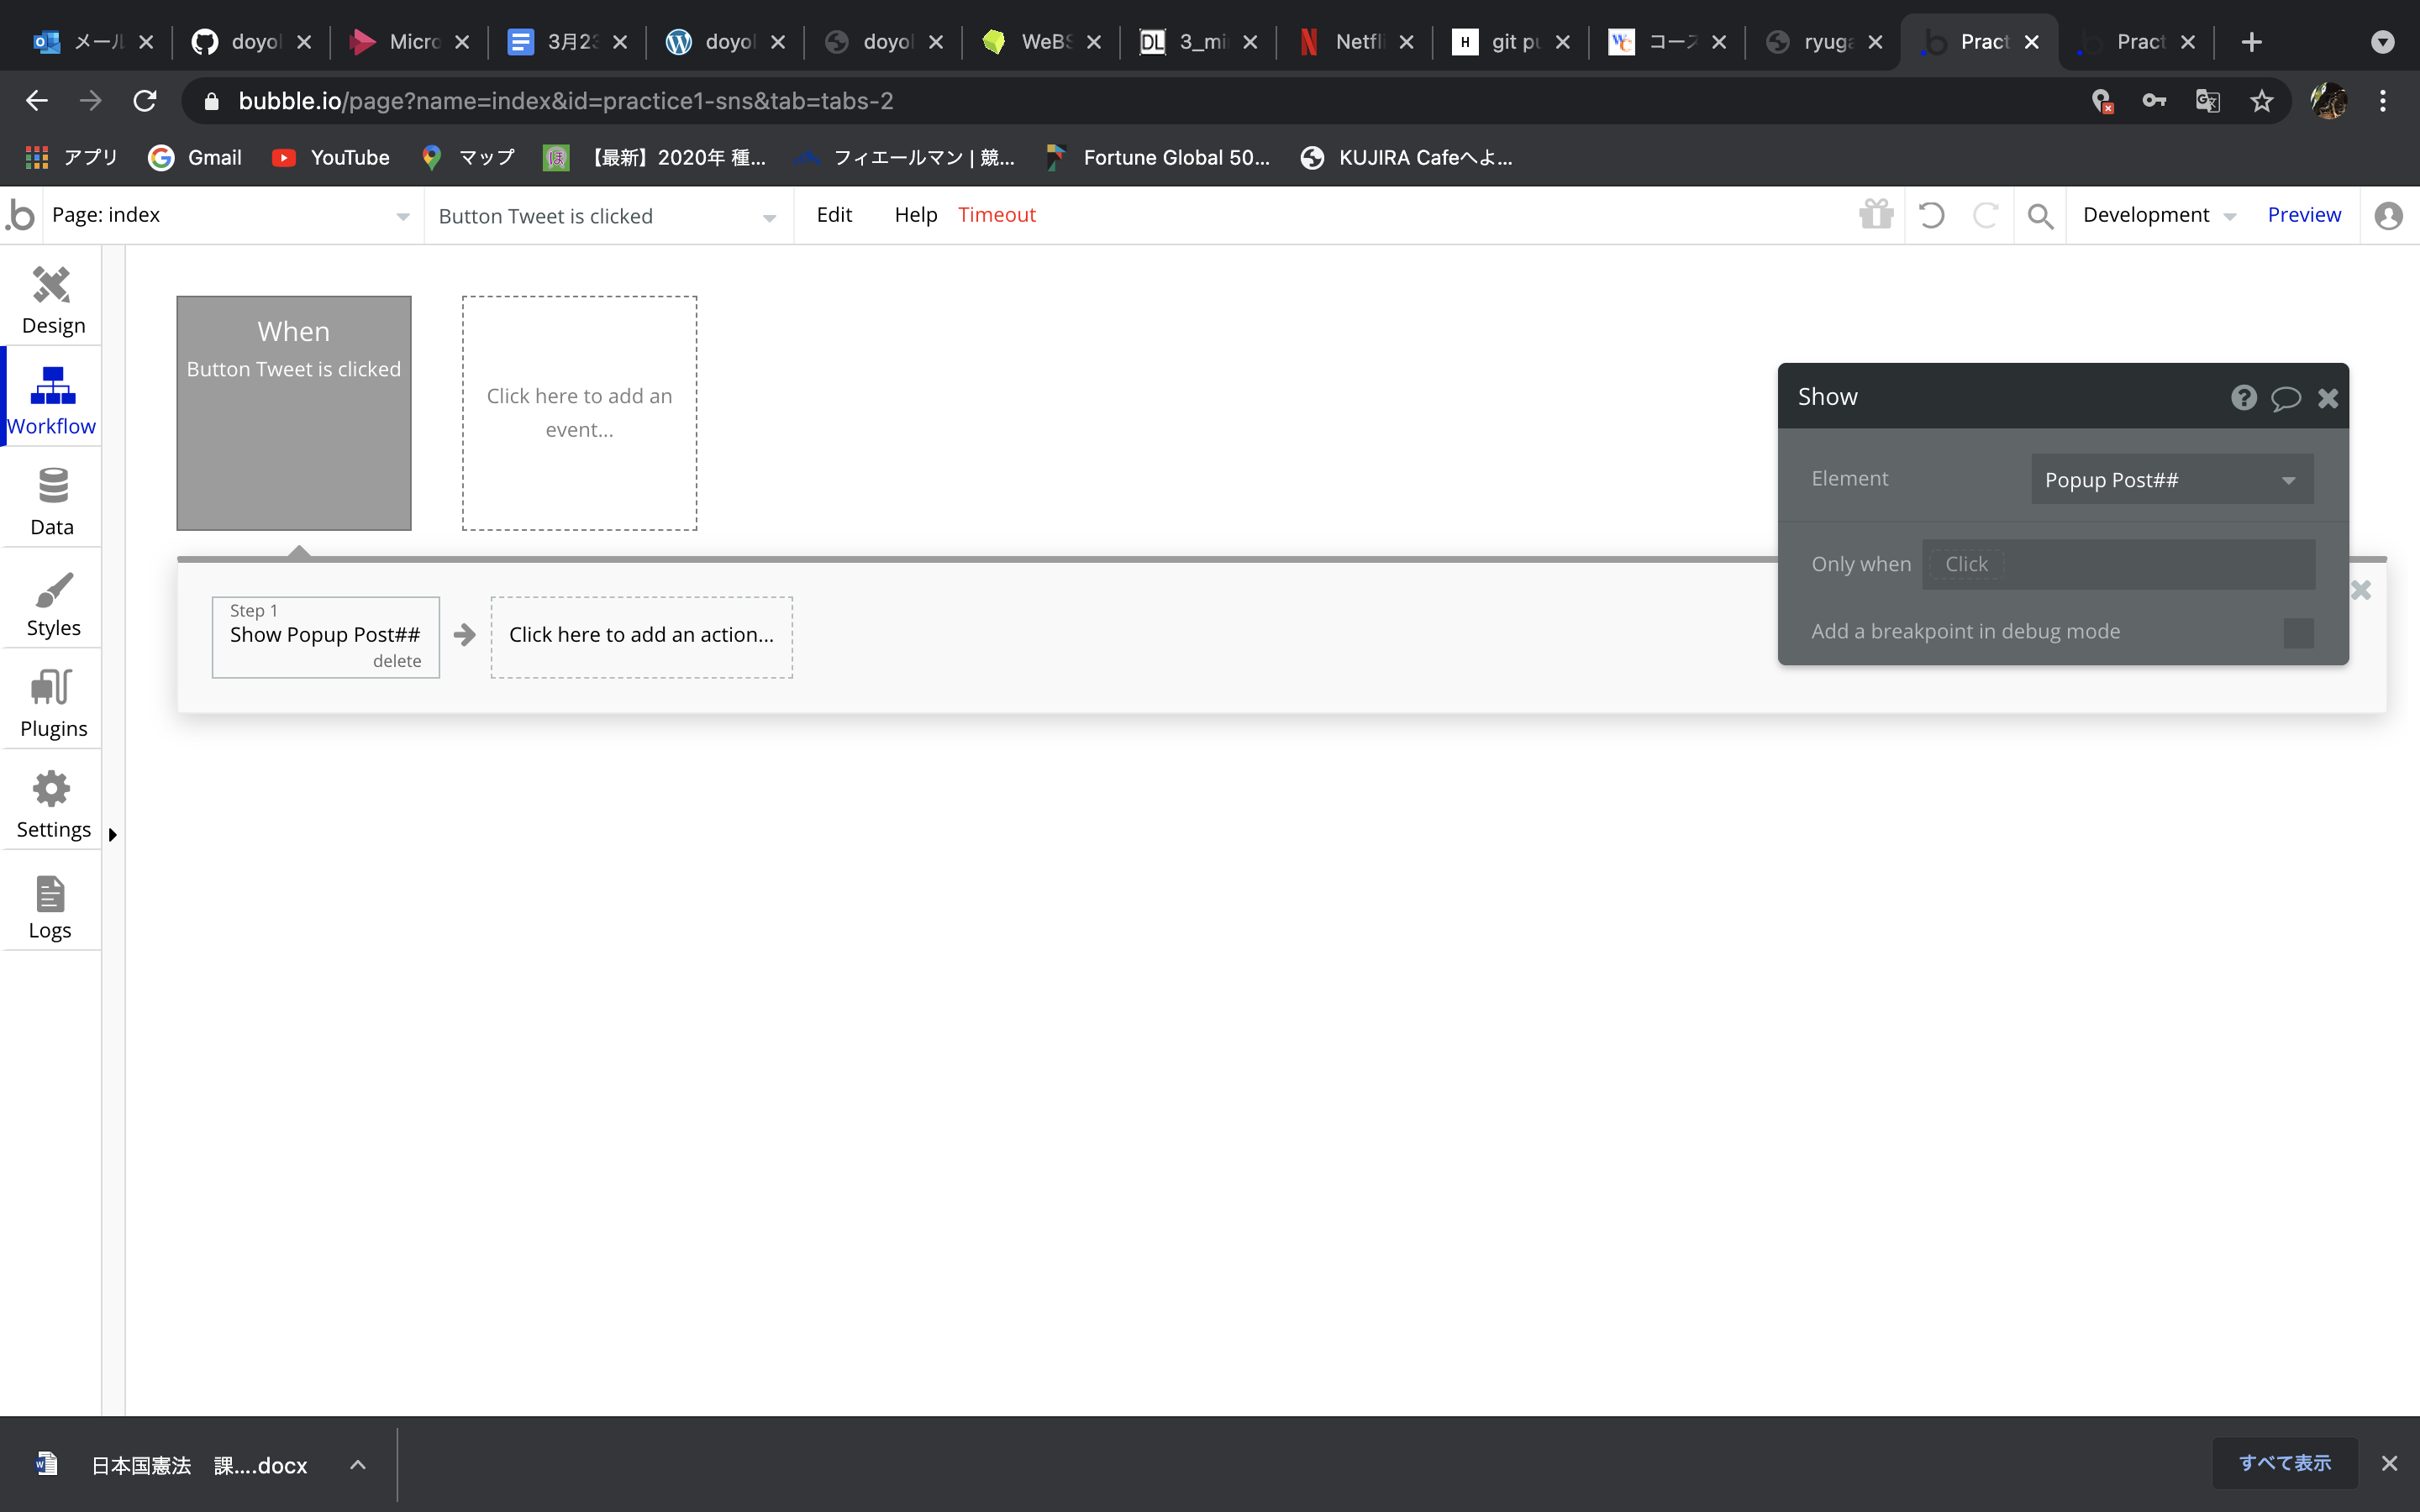 メール
doyol
Micro
3月23
doyol
doyol
WeBS
DL
3_mi
Netfli
H
git pu
コース
ryuga
Pract
Pract
bubble.io/page?name=index&id=practice1-sns&tab=tabs-2
アプリ
Gmail
YouTube
マップ
【最新】2020年 種...
フィエールマン | 競...
Fortune Global 50...
KUJIRA Cafeへよ...
Page: index
Button Tweet is clicked
Edit
Help
Timeout
Development
Preview
Design
Workflow
Data
Styles
Plugins
Settings
Logs
When
Button Tweet is clicked
Click here to add an
event...
Step 1
Show Popup Post##
delete
Click here to add an action...
Show
Element
Popup Post##
Only when
Click
Add a breakpoint in debug mode
日本国憲法　課....docx
すべて表示